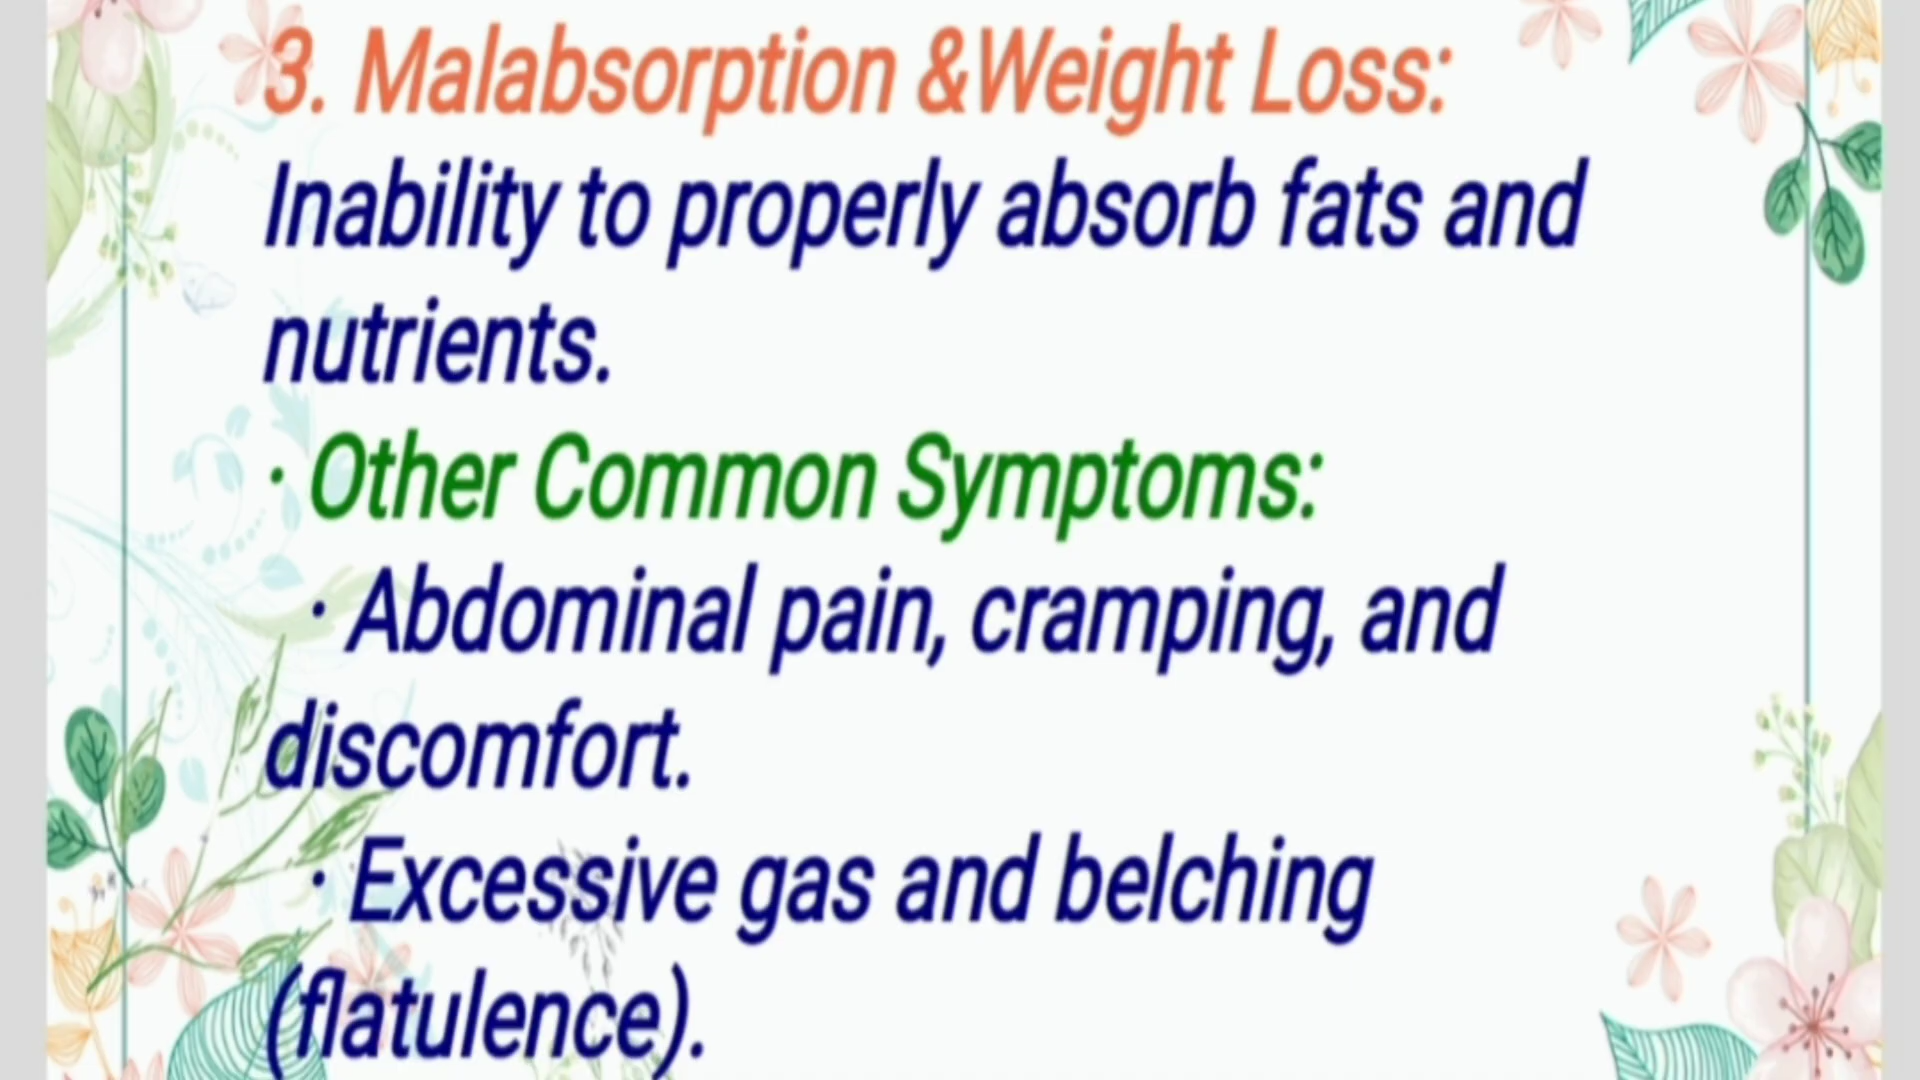 3. Malabsorption &Weight Loss:
Inability to properly absorb fats and
nutrients.
· Other Common Symptoms:
· Abdominal pain, cramping, and
discomfort.
· Excessive gas and belching
(flatulence).